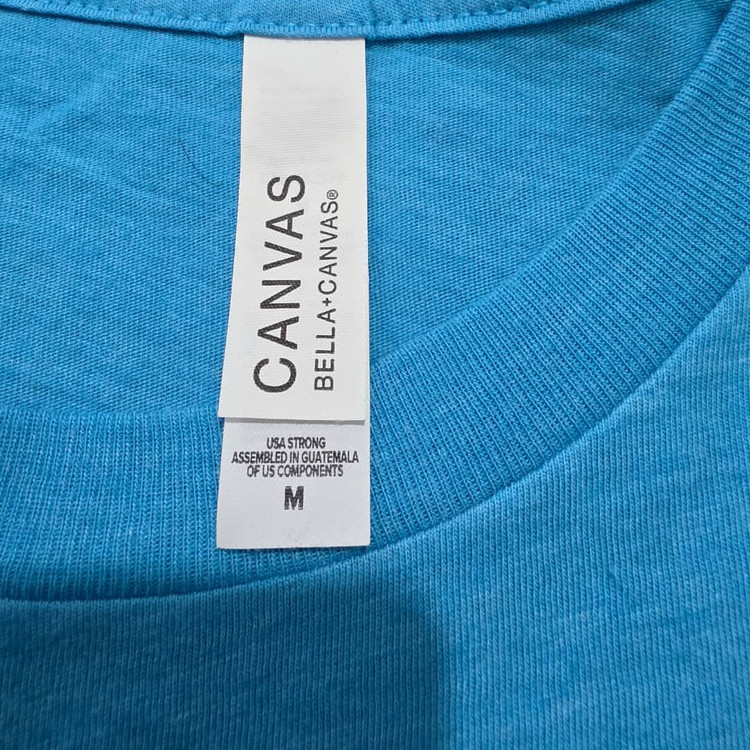 CANVAS
BELLA+CANVAS®
USA STRONG
ASSEMBLED IN GUATEMALA
OF US COMPONENTS
M